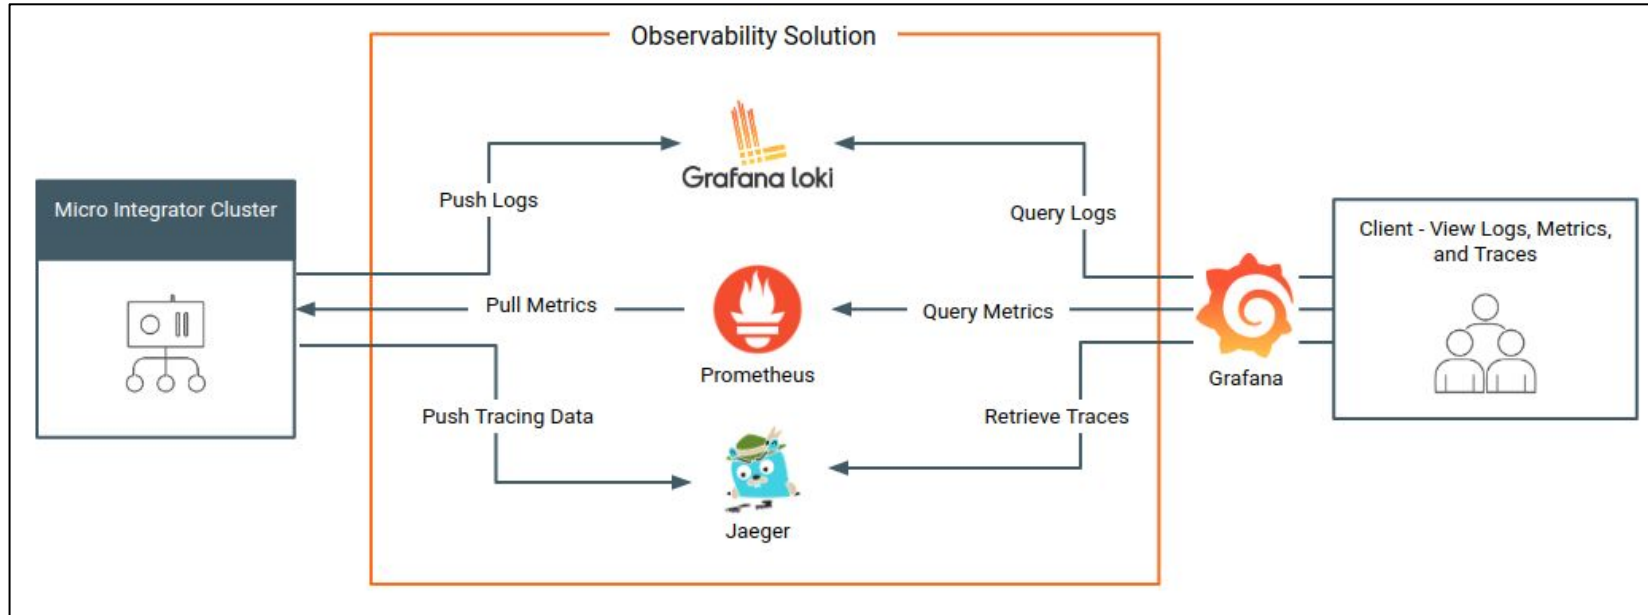 Observability Solution
Grafana loki
Push Logs
Query Logs
Micro Integrator Cluster
Client - View Logs, Metrics,
and Traces
Pull Metrics
Query Metrics
Prometheus
Grafana
Push Tracing Data
Retrieve Traces
Jaeger